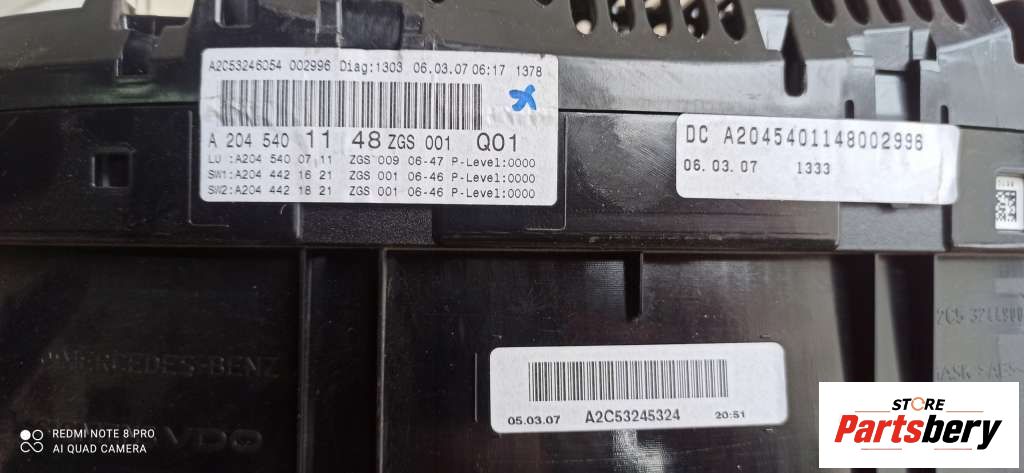 A2C53246054 002996 Diag:1303 06.03.07 06:17 1378
A 204 540 11 48 ZGS 001 Q01
LU :A204 540 07 11 ZGS 009 06-47 P-Level:0000
SW1:A204 442 16 21 ZGS 001 06-46 P-Level:0000
SW2:A204 442 18 21 ZGS 001 06-46 P-Level:0000
DC A2045401148002996
06.03.07 1333
MERCEDES-BENZ
VDO
A2C53245324
05.03.07 20:51
REDMI NOTE 8 PRO
AI QUAD CAMERA
STORE
Partsbery